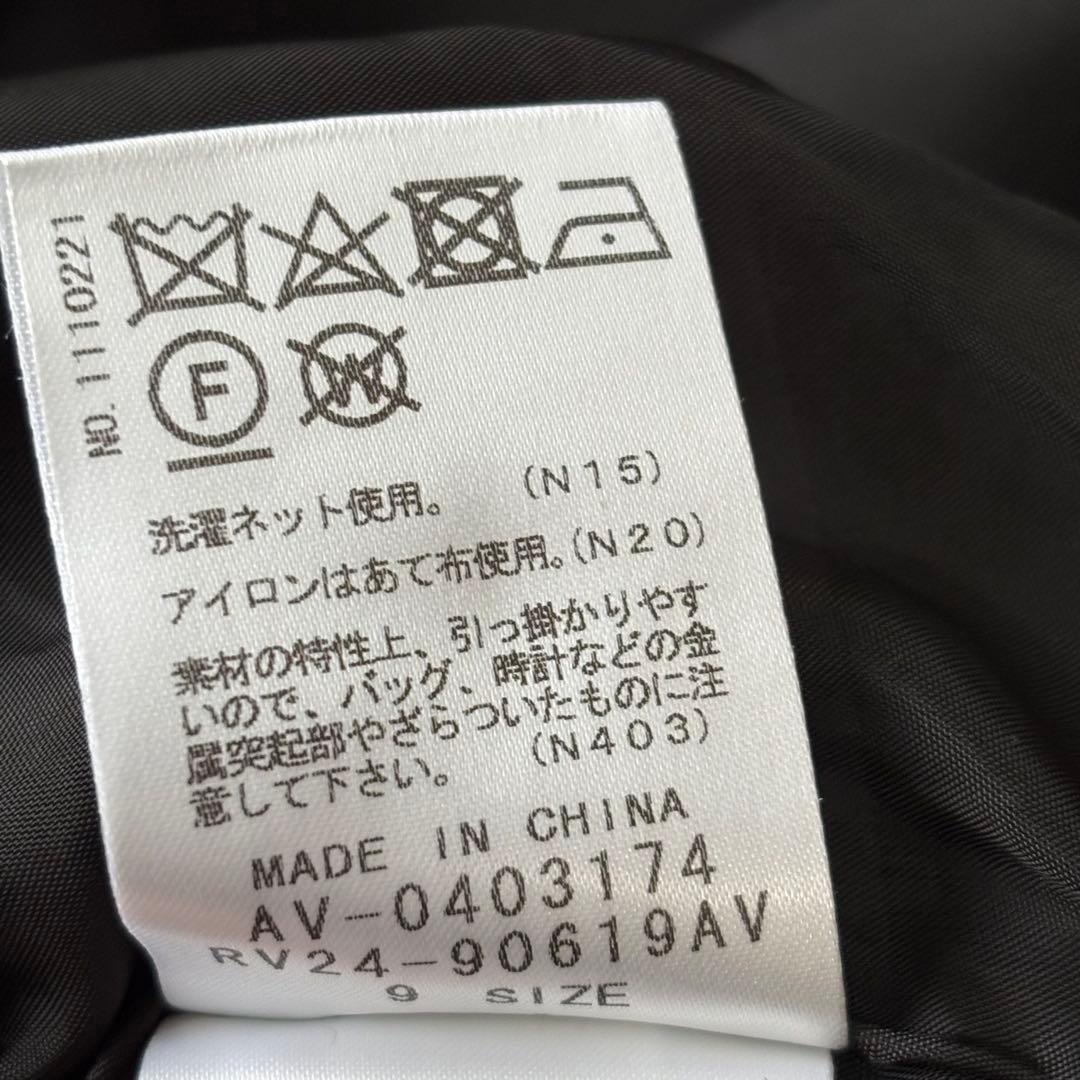 NO. 1110221
F
W
洗濯ネット使用。 (N15)
アイロンはあて布使用。(N20)
素材の特性上、引っ掛かりやす
いので、バッグ、時計などの金
属突起部やざらついたものに注
意して下さい。 (N403)
MADE IN CHINA
AV-0403174
RV24-90619AV
9 SIZE